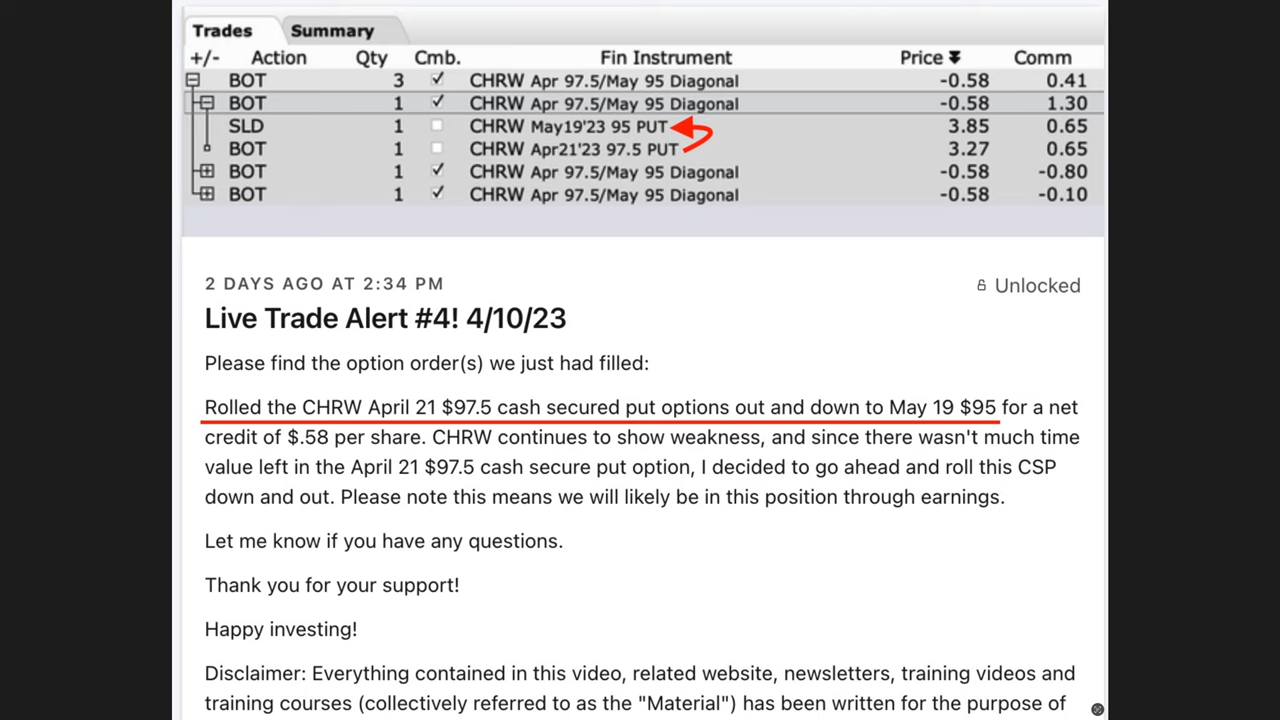 Trades Summary
+/- Action Qty Cmb. Fin Instrument Price Comm
BOT 3 ✓ CHRW Apr 97.5/May 95 Diagonal -0.58 0.41
BOT 1 ✓ CHRW Apr 97.5/May 95 Diagonal -0.58 1.30
SLD 1 CHRW May19'23 95 PUT 3.85 0.65
BOT 1 CHRW Apr21'23 97.5 PUT 3.27 0.65
BOT 1 ✓ CHRW Apr 97.5/May 95 Diagonal -0.58 -0.80
BOT 1 ✓ CHRW Apr 97.5/May 95 Diagonal -0.58 -0.10
2 DAYS AGO AT 2:34 PM Unlocked
Live Trade Alert #4! 4/10/23
Please find the option order(s) we just had filled:
Rolled the CHRW April 21 $97.5 cash secured put options out and down to May 19 $95 for a net
credit of $.58 per share. CHRW continues to show weakness, and since there wasn't much time
value left in the April 21 $97.5 cash secure put option, I decided to go ahead and roll this CSP
down and out. Please note this means we will likely be in this position through earnings.
Let me know if you have any questions.
Thank you for your support!
Happy investing!
Disclaimer: Everything contained in this video, related website, newsletters, training videos and
training courses (collectively referred to as the "Material") has been written for the purpose of